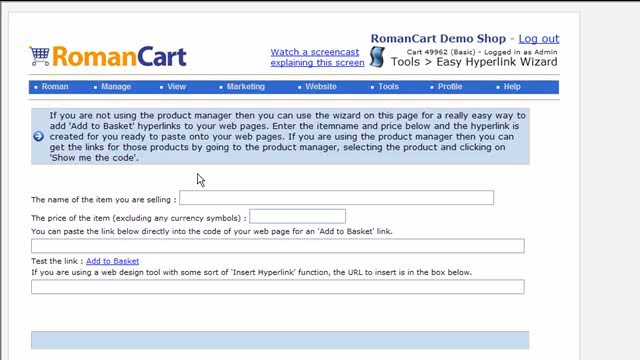 RomanCart
RomanCart Demo Shop - Log out
Watch a screencast
explaining this screen
Cart 49962 (Basic) - Logged in as Admin
Tools > Easy Hyperlink Wizard
Roman Manage View Marketing Website Tools Profile Help
If you are not using the product manager then you can use the wizard on this page for a really easy way to
add 'Add to Basket' hyperlinks to your web pages. Enter the itemname and price below and the hyperlink is
created for you ready to paste onto your web pages. If you are using the product manager then you can
get the links for those products by going to the product manager, selecting the product and clicking on
'Show me the code'.
The name of the item you are selling :
The price of the item (excluding any currency symbols) :
You can paste the link below directly into the code of your web page for an 'Add to Basket' link.
Test the link : Add to Basket
If you are using a web design tool with some sort of 'Insert Hyperlink' function, the URL to insert is in the box below.